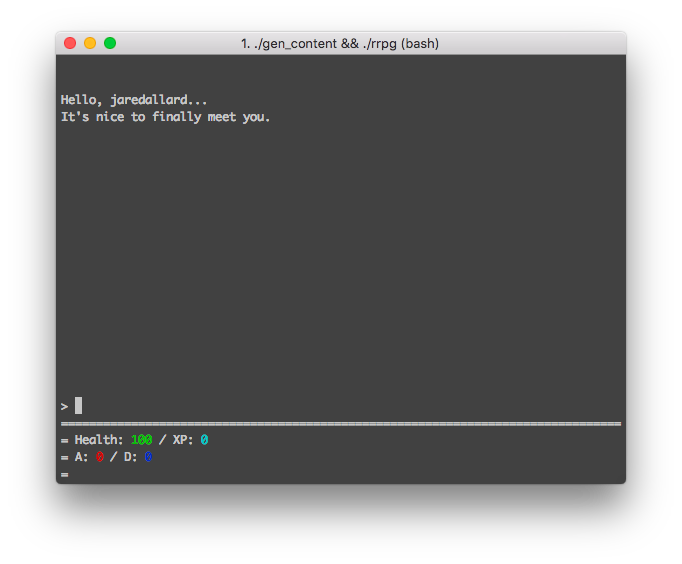 1. ./gen_content && ./rrpg (bash)
Hello, jaredallard...
It's nice to finally meet you.
>
================================================================================
= Health: 100 / XP: 0
= A: 0 / D: 0
=